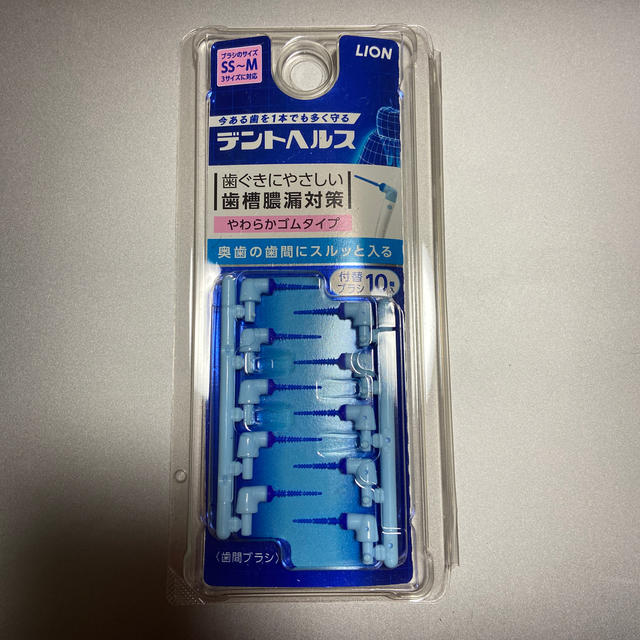 ブラシのサイズ
SS～M
3サイズに対応
LION
今ある歯を1本でも多く守る
デントヘルス
歯ぐきにやさしい
歯槽膿漏対策
やわらかゴムタイプ
奥歯の歯間にスルッと入る
付替
ブラシ 10
〈歯間ブラシ〉